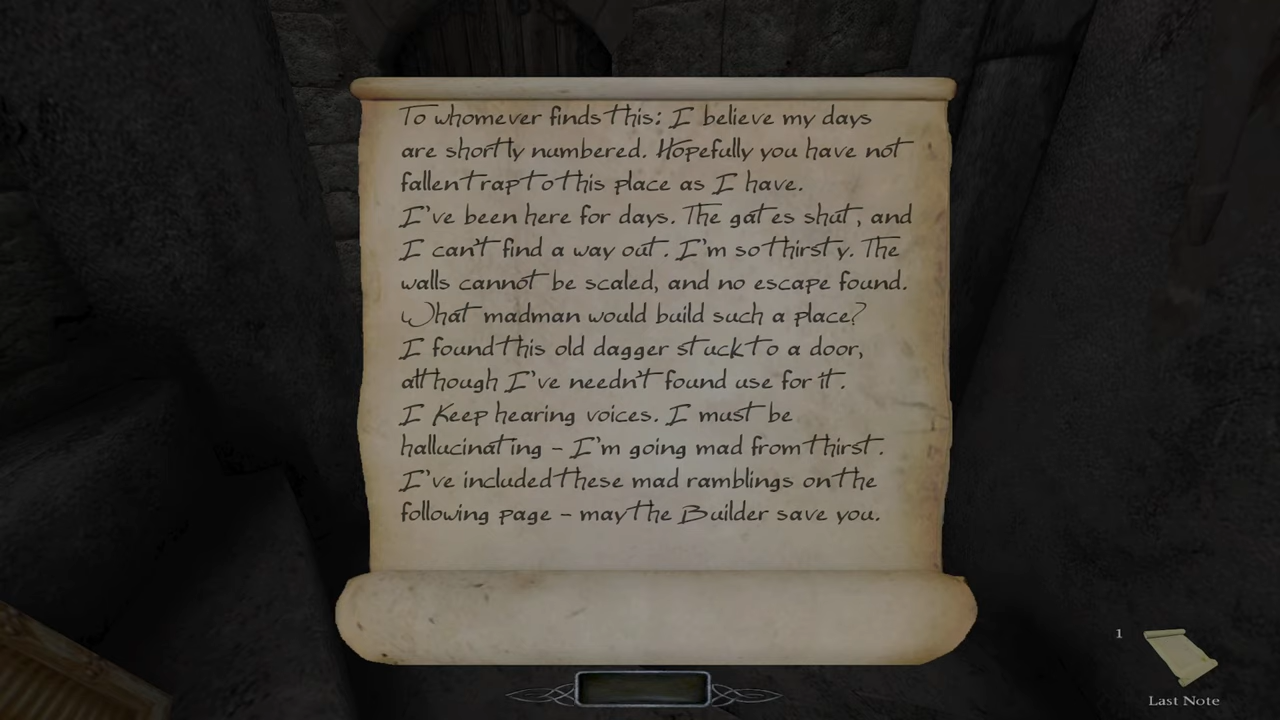 To whomever finds this: I believe my days
are shortly numbered. Hopefully you have not
fallen trap to this place as I have.
I've been here for days. The gates shut, and
I can't find a way out. I'm so thirsty. The
walls cannot be scaled, and no escape found.
What madman would build such a place?
I found this old dagger stuck to a door,
although I've needn't found use for it.
I Keep hearing voices. I must be
hallucinating - I'm going mad from thirst.
I've included these mad ramblings on the
following page - may the Builder save you.
1
Last Note